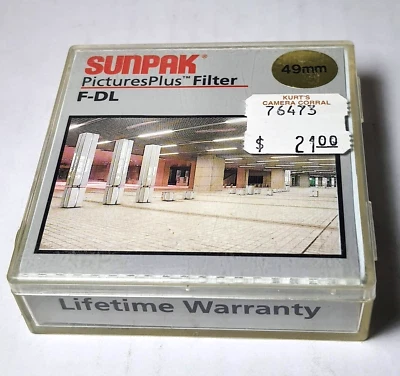 SUNPAK®
PicturesPlus™ Filter
F-DL
49mm
KURT'S
CAMERA CORRAL
76473
$ 21.00
Lifetime Warranty